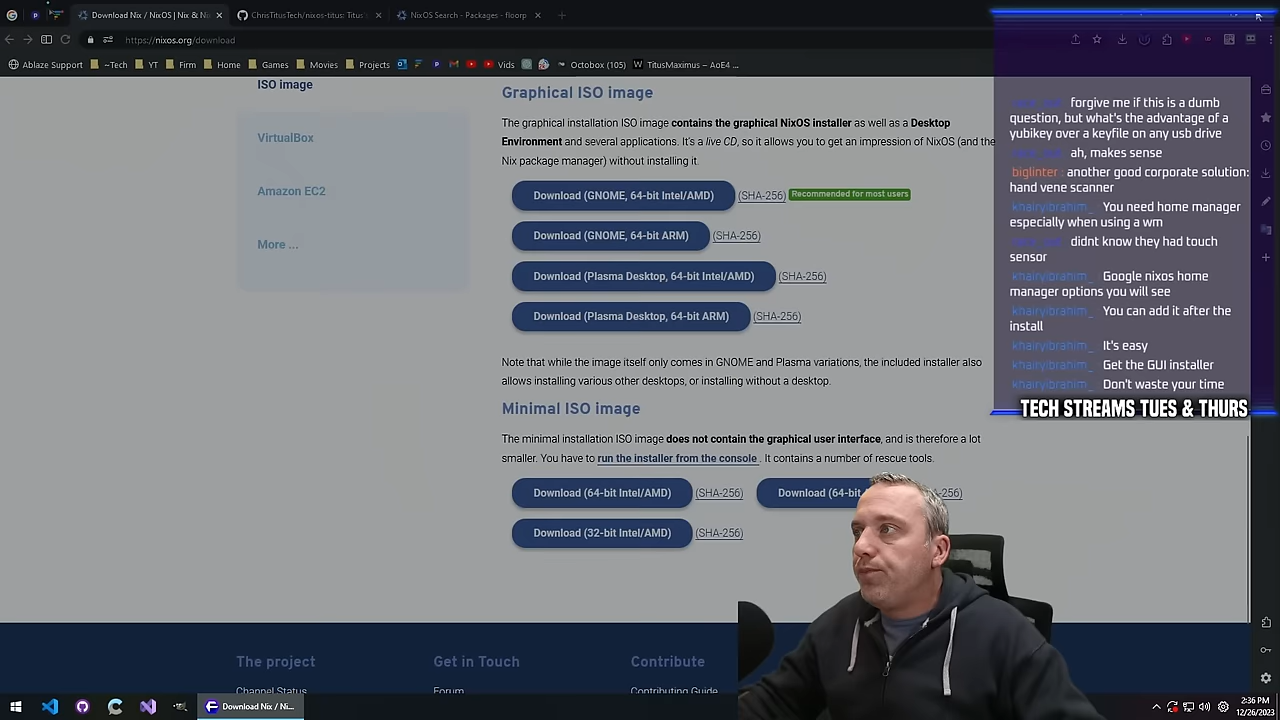 Download Nix / NixOS | Nix & Ni
ChrisTitusTech/nixos-titus: Titus'
NixOS Search - Packages - floorp
https://nixos.org/download
Ablaze Support
~Tech
YT
Firm
Home
Games
Movies
Projects
Vids
Octobox (105)
TitusMaximus – AoE4 ...
ISO image
VirtualBox
Amazon EC2
More ...
Graphical ISO image
The graphical installation ISO image contains the graphical NixOS installer as well as a Desktop
Environment and several applications. It's a live CD, so it allows you to get an impression of NixOS (and the
Nix package manager) without installing it.
Download (GNOME, 64-bit Intel/AMD) (SHA-256) Recommended for most users
Download (GNOME, 64-bit ARM) (SHA-256)
Download (Plasma Desktop, 64-bit Intel/AMD) (SHA-256)
Download (Plasma Desktop, 64-bit ARM) (SHA-256)
Note that while the image itself only comes in GNOME and Plasma variations, the included installer also
allows installing various other desktops, or installing without a desktop.
Minimal ISO image
The minimal installation ISO image does not contain the graphical user interface, and is therefore a lot
smaller. You have to run the installer from the console . It contains a number of rescue tools.
Download (64-bit Intel/AMD) (SHA-256) Download (64-bit
Download (32-bit Intel/AMD) (SHA-256)
The project
Get in Touch
Contribute
Channel Status
Forum
Contributing Guide
forgive me if this is a dumb
question, but what's the advantage of a
yubikey over a keyfile on any usb drive
ah, makes sense
biglinter : another good corporate solution:
hand vene scanner
khairyibrahim_ : You need home manager
especially when using a wm
didnt know they had touch
sensor
khairyibrahim_ : Google nixos home
manager options you will see
khairyibrahim_ : You can add it after the
install
khairyibrahim_ : It's easy
khairyibrahim_ : Get the GUI installer
khairyibrahim_ : Don't waste your time
TECH STREAMS TUES & THURS
Download Nix / Ni...
2:36 PM
12/26/2023